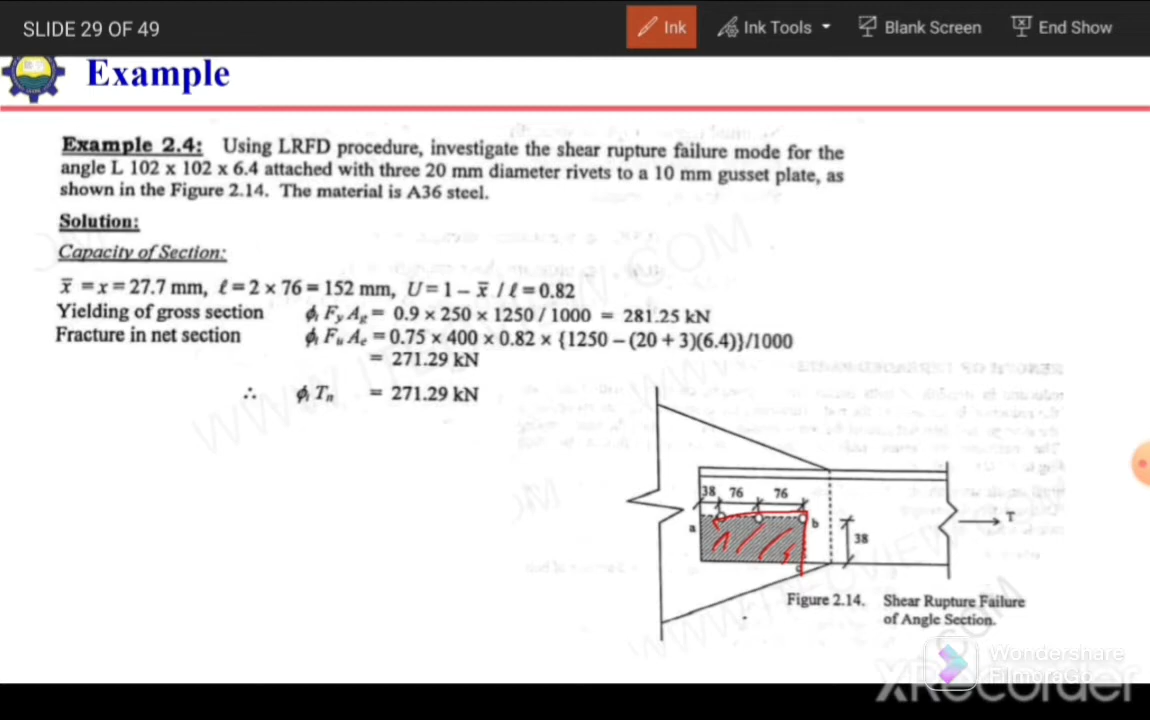 SLIDE 29 OF 49
Ink
Ink Tools
Blank Screen
End Show
Example
Example 2.4: Using LRFD procedure, investigate the shear rupture failure mode for the
angle L 102 x 102 x 6.4 attached with three 20 mm diameter rivets to a 10 mm gusset plate, as
shown in the Figure 2.14. The material is A36 steel.
Solution:
Capacity of Section:
x̄ = x = 27.7 mm, ℓ = 2 × 76 = 152 mm, U = 1 − x̄ / ℓ = 0.82
Yielding of gross section ϕt Fy Ag = 0.9 × 250 × 1250 / 1000 = 281.25 kN
Fracture in net section ϕt Fu Ae = 0.75 × 400 × 0.82 × {1250 − (20 + 3)(6.4)}/1000
= 271.29 kN
∴ ϕt Tn = 271.29 kN
38 76 76
a
b
T
38
Figure 2.14. Shear Rupture Failure
of Angle Section.
Wondershare
FilmoraGo
XRecorder